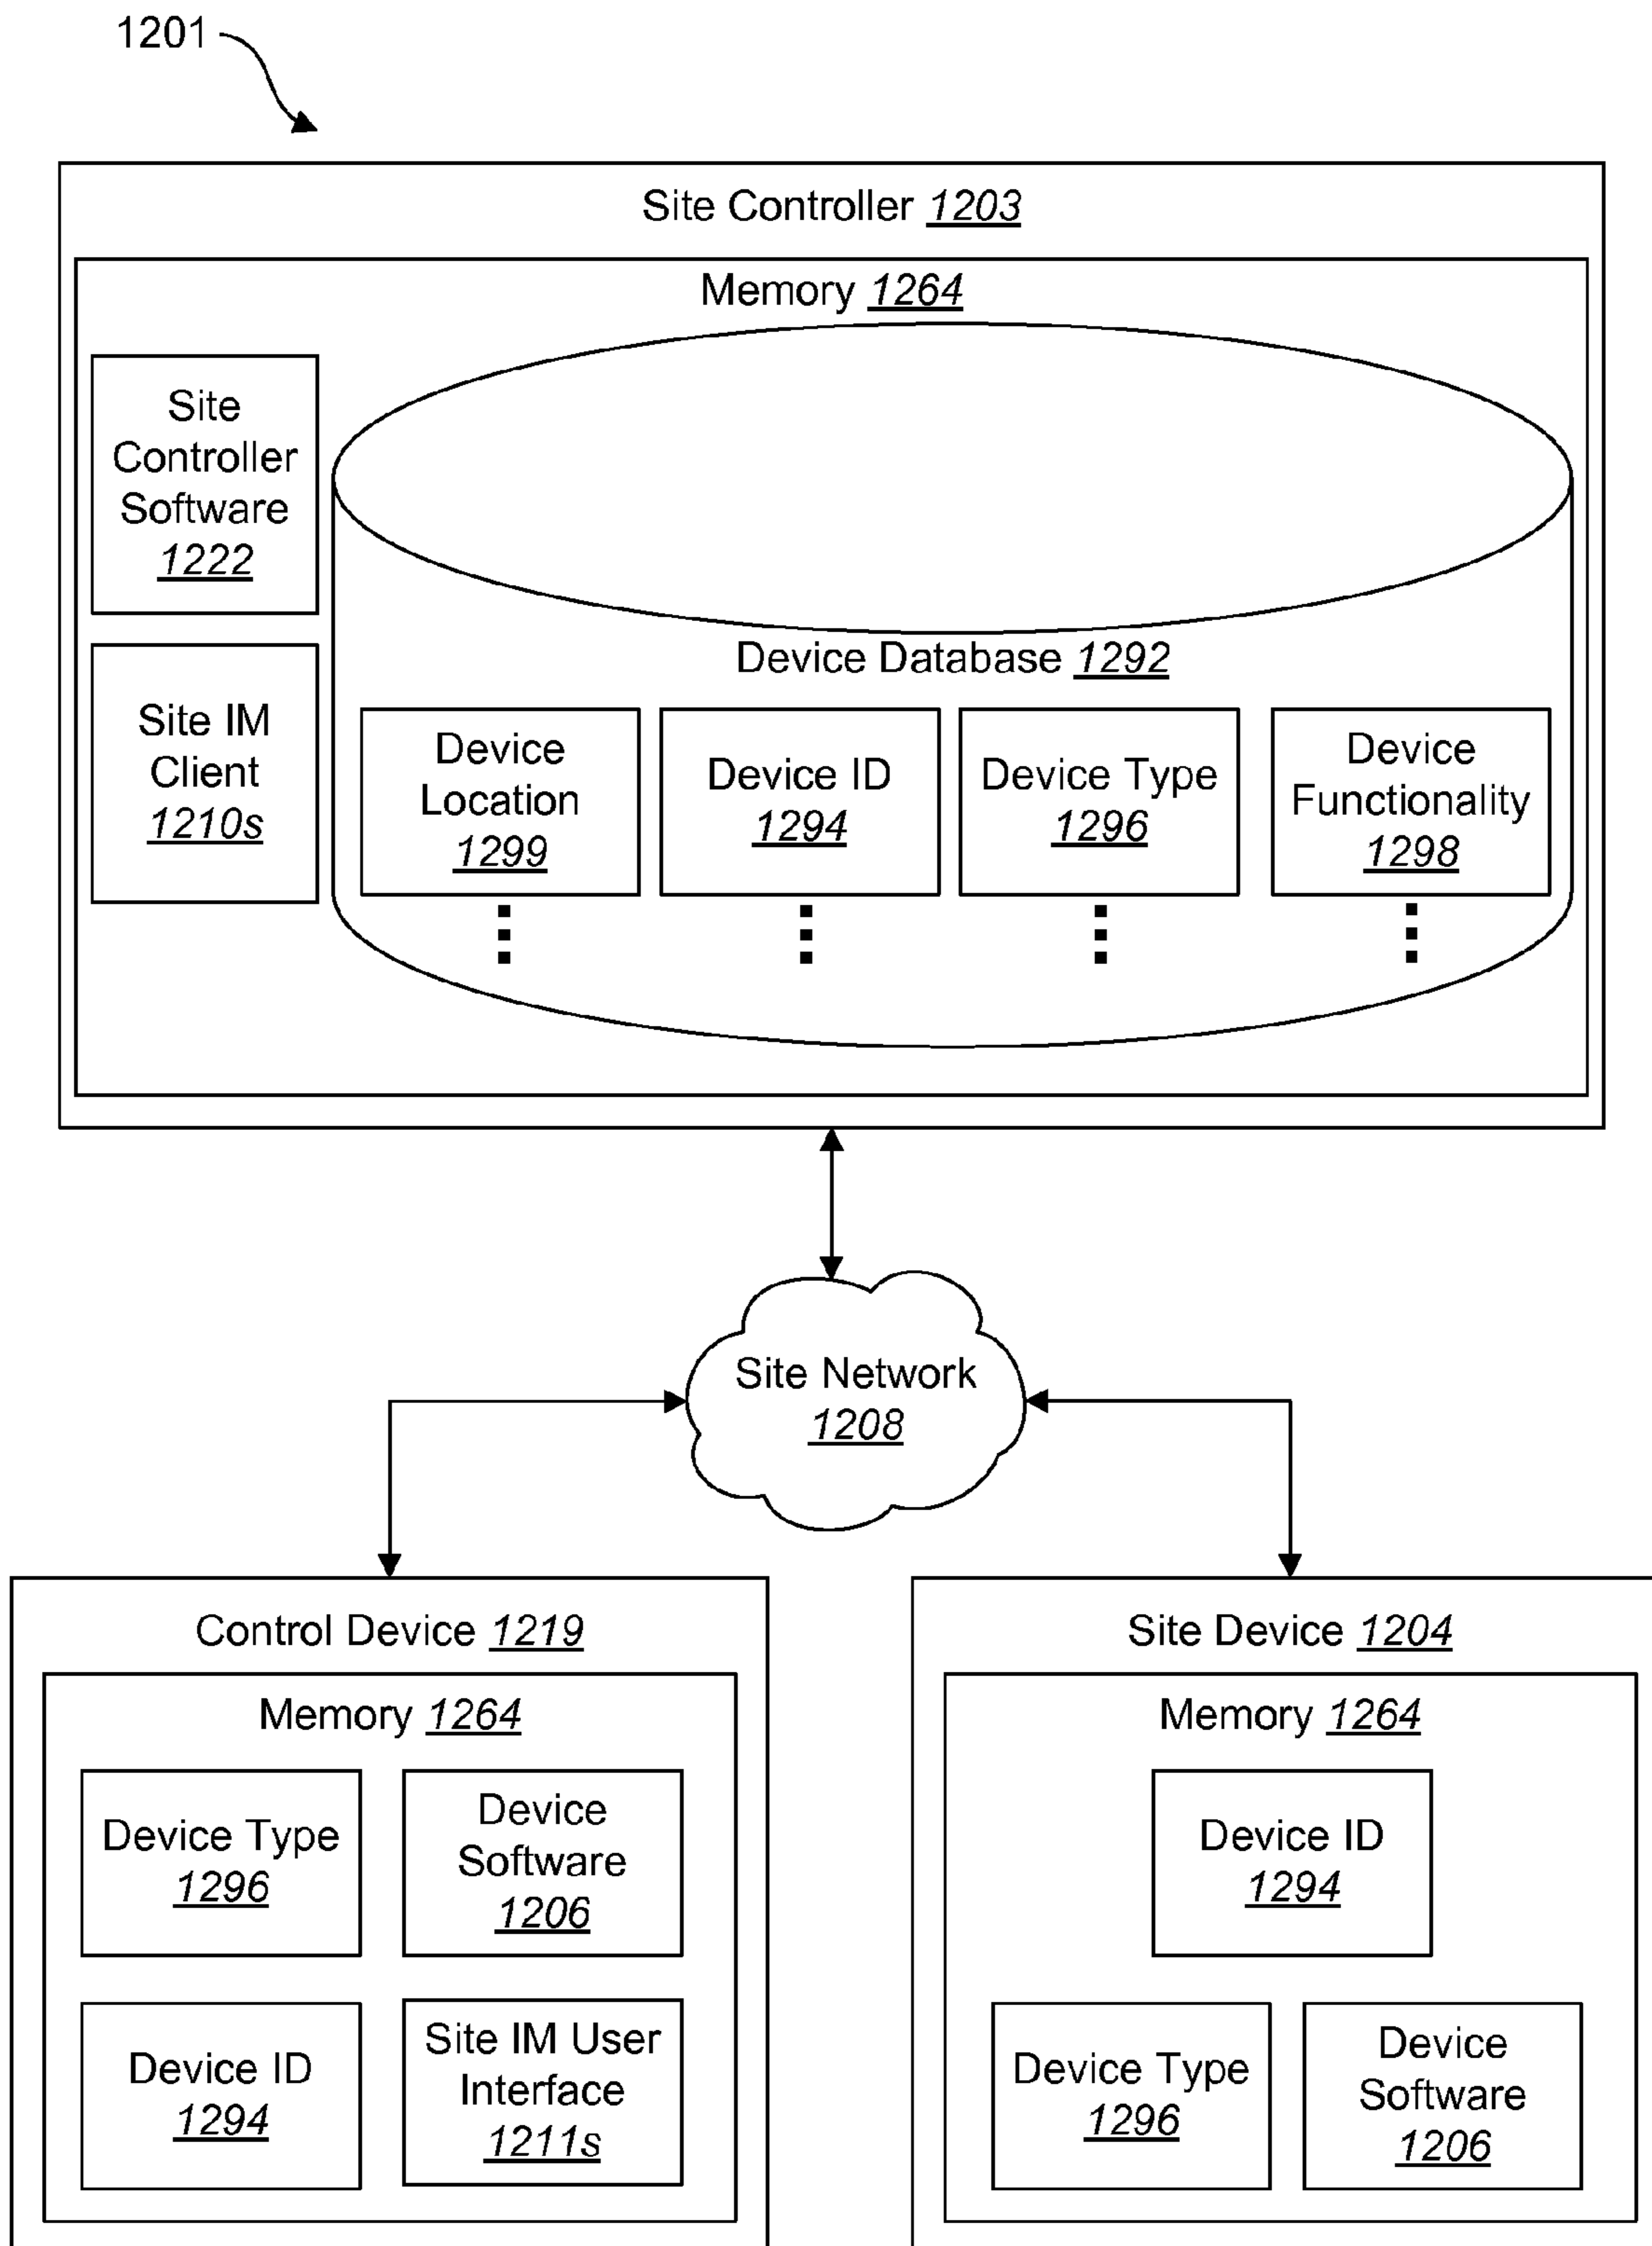 1201
Site Controller 1203
Memory 1264
Site
Controller
Software
1222
Site IM
Client
1210s
Device Database 1292
Device
Location
1299
Device ID
1294
Device Type
1296
Device
Functionality
1298
Site Network
1208
Control Device 1219
Memory 1264
Device Type
1296
Device
Software
1206
Device ID
1294
Site IM User
Interface
1211s
Site Device 1204
Memory 1264
Device ID
1294
Device Type
1296
Device
Software
1206